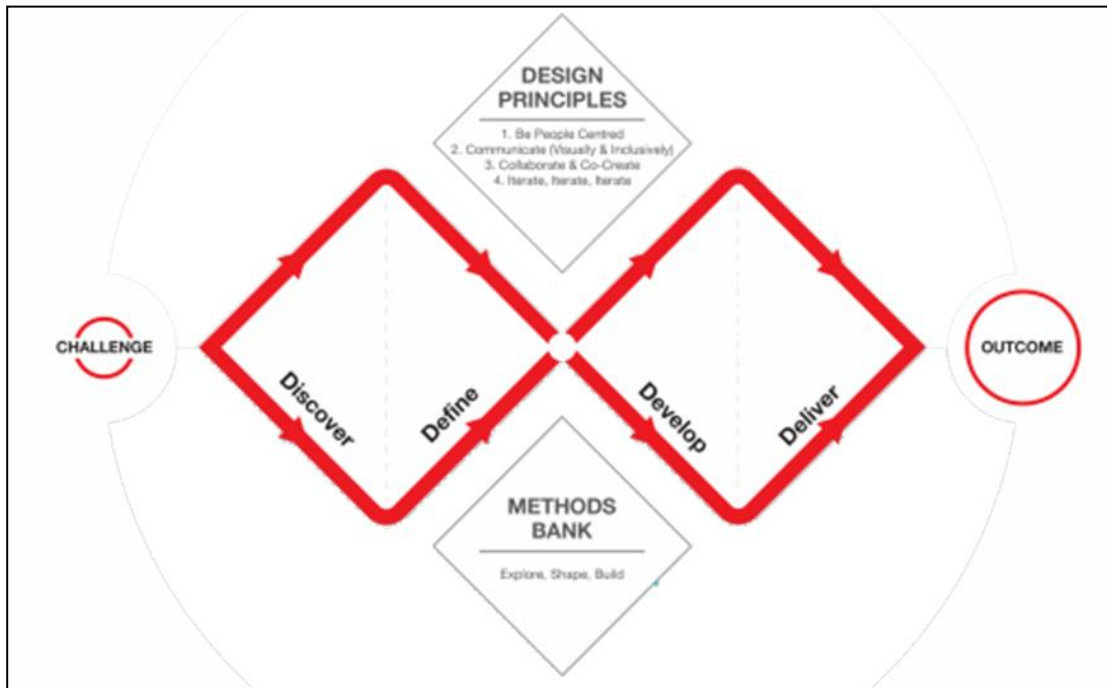 DESIGN
PRINCIPLES
1. Be People Centred
2. Communicate (Visually & Inclusively)
3. Collaborate & Co-Create
4. Iterate, Iterate, Iterate
CHALLENGE
Discover
Define
Develop
Deliver
OUTCOME
METHODS
BANK
Explore, Shape, Build